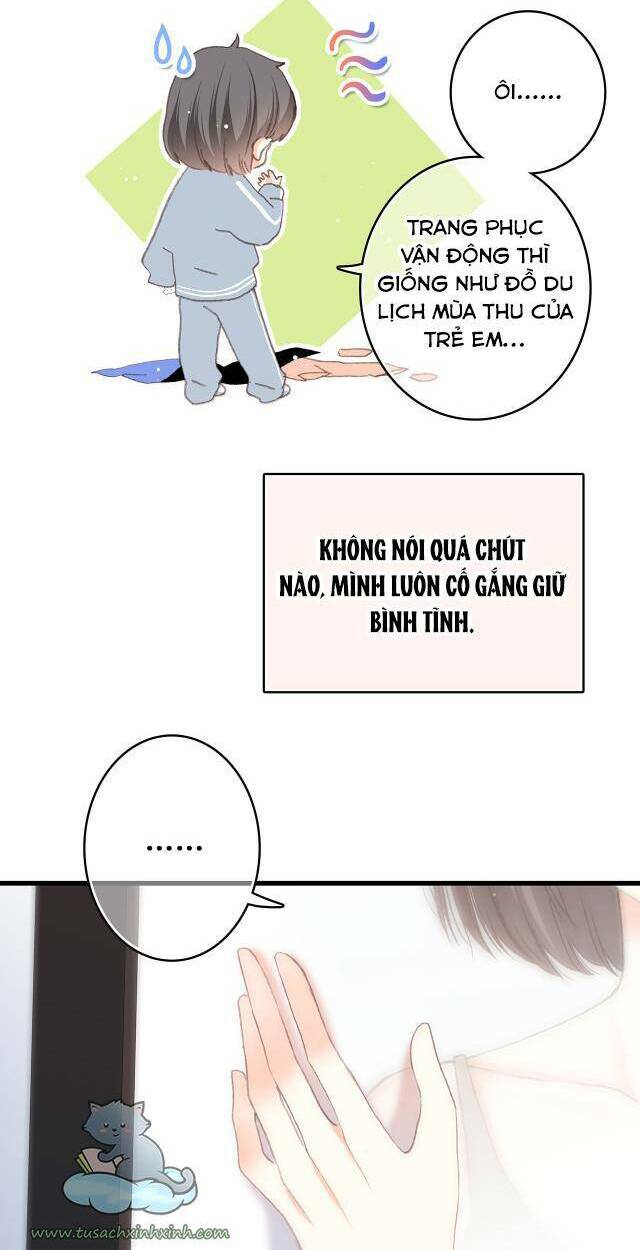 ÔI......
TRANG PHỤC
VẬN ĐỘNG THÌ
GIỐNG NHƯ ĐỒ DU
LỊCH MÙA THU CỦA
TRẺ EM...
KHÔNG NÓI QUÁ CHÚT
NÀO, MÌNH LUÔN CỐ GẮNG GIỮ
BÌNH TĨNH.
......
www.tusachxinhxinh.com